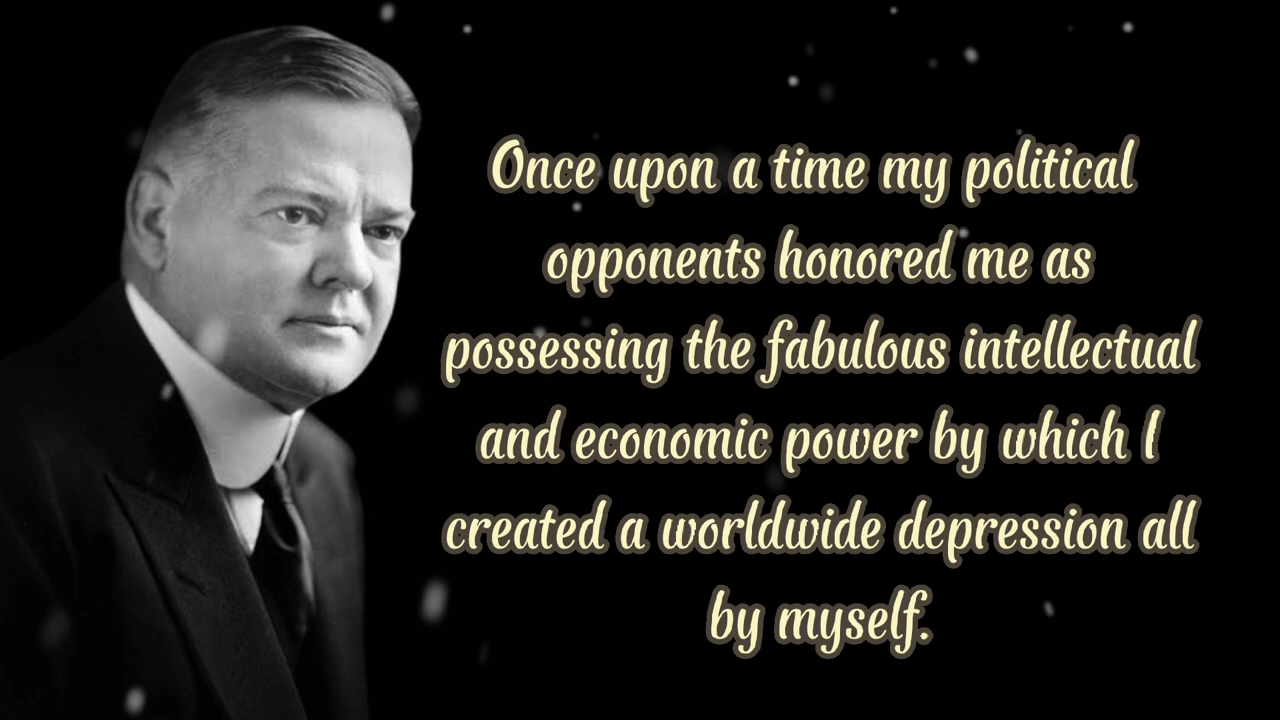 Once upon a time my political
opponents honored me as
possessing the fabulous intellectual
and economic power by which I
created a worldwide depression all
by myself.